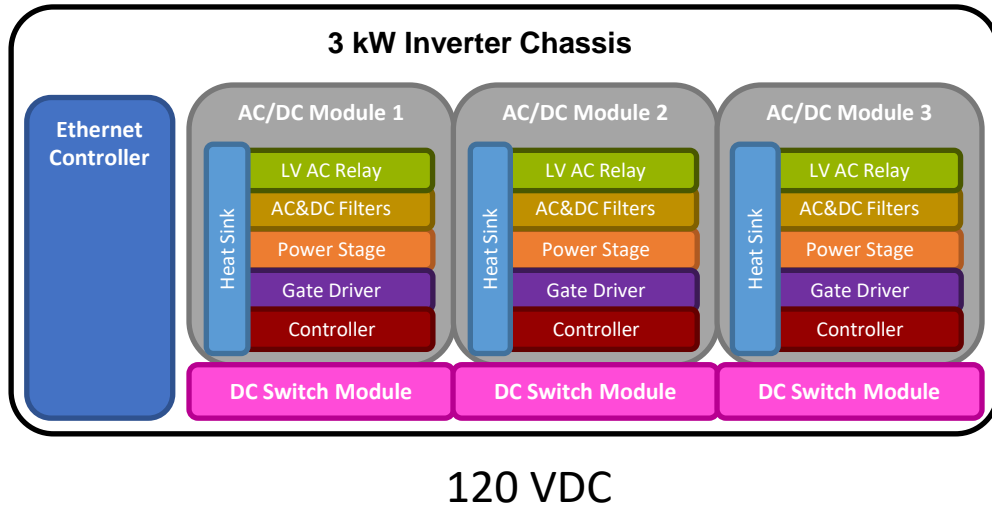 3 kW Inverter Chassis
Ethernet
Controller
AC/DC Module 1
Heat Sink
LV AC Relay
AC&DC Filters
Power Stage
Gate Driver
Controller
DC Switch Module
AC/DC Module 2
Heat Sink
LV AC Relay
AC&DC Filters
Power Stage
Gate Driver
Controller
DC Switch Module
AC/DC Module 3
Heat Sink
LV AC Relay
AC&DC Filters
Power Stage
Gate Driver
Controller
DC Switch Module
120 VDC